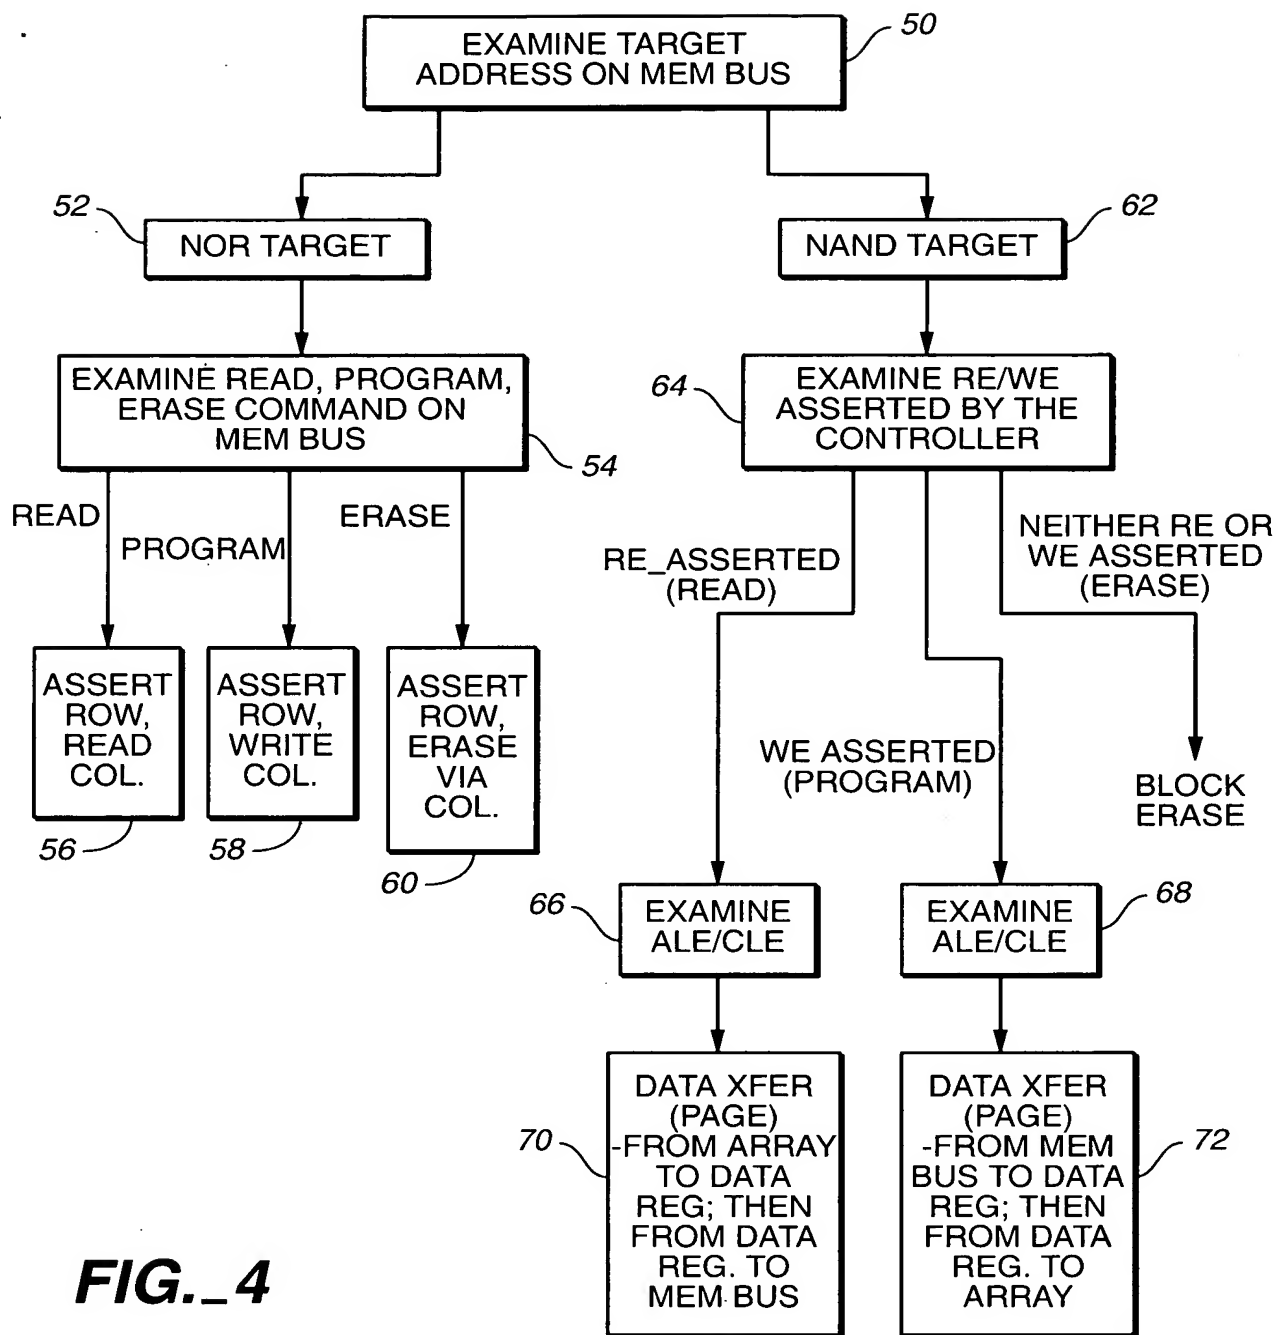 EXAMINE TARGET
ADDRESS ON MEM BUS
50
52
NOR TARGET
62
NAND TARGET
EXAMINE READ, PROGRAM,
ERASE COMMAND ON
MEM BUS
54
64
EXAMINE RE/WE
ASSERTED BY THE
CONTROLLER
READ
PROGRAM
ERASE
RE_ASSERTED
(READ)
NEITHER RE OR
WE ASSERTED
(ERASE)
ASSERT
ROW,
READ
COL.
56
ASSERT
ROW,
WRITE
COL.
58
ASSERT
ROW,
ERASE
VIA
COL.
60
WE ASSERTED
(PROGRAM)
BLOCK
ERASE
66
EXAMINE
ALE/CLE
68
EXAMINE
ALE/CLE
70
DATA XFER
(PAGE)
-FROM ARRAY
TO DATA
REG; THEN
FROM DATA
REG. TO
MEM BUS
72
DATA XFER
(PAGE)
-FROM MEM
BUS TO DATA
REG; THEN
FROM DATA
REG. TO
ARRAY
FIG._4